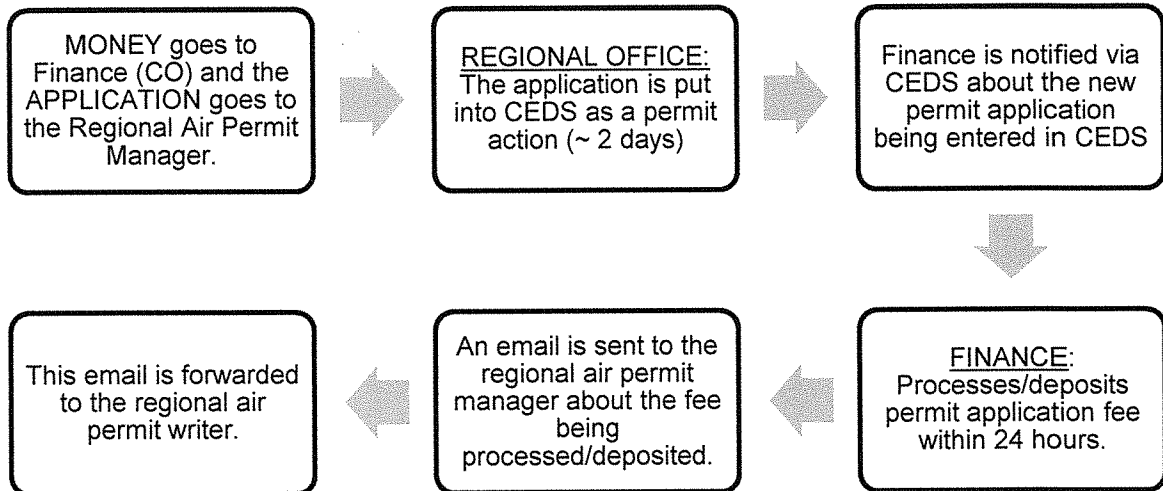 MONEY goes to
Finance (CO) and the
APPLICATION goes to
the Regional Air Permit
Manager.
REGIONAL OFFICE:
The application is put
into CEDS as a permit
action (~ 2 days)
Finance is notified via
CEDS about the new
permit application
being entered in CEDS
FINANCE:
Processes/deposits
permit application fee
within 24 hours.
An email is sent to the
regional air permit
manager about the fee
being
processed/deposited.
This email is forwarded
to the regional air
permit writer.